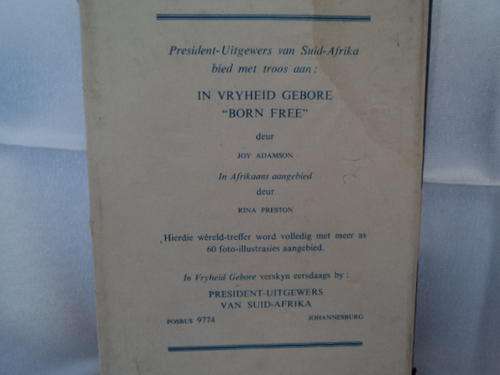 President-Uitgewers van Suid-Afrika
bied met troos aan:
IN VRYHEID GEBORE
"BORN FREE"
deur
JOY ADAMSON
In Afrikaans aangebied
deur
RINA PRESTON
Hierdie wêreld-treffer word volledig met meer as
60 foto-illustrasies aangebied.
In Vryheid Gebore verskyn eersdaags by:
PRESIDENT-UITGEWERS
VAN SUID-AFRIKA
POSBUS 9774 JOHANNESBURG